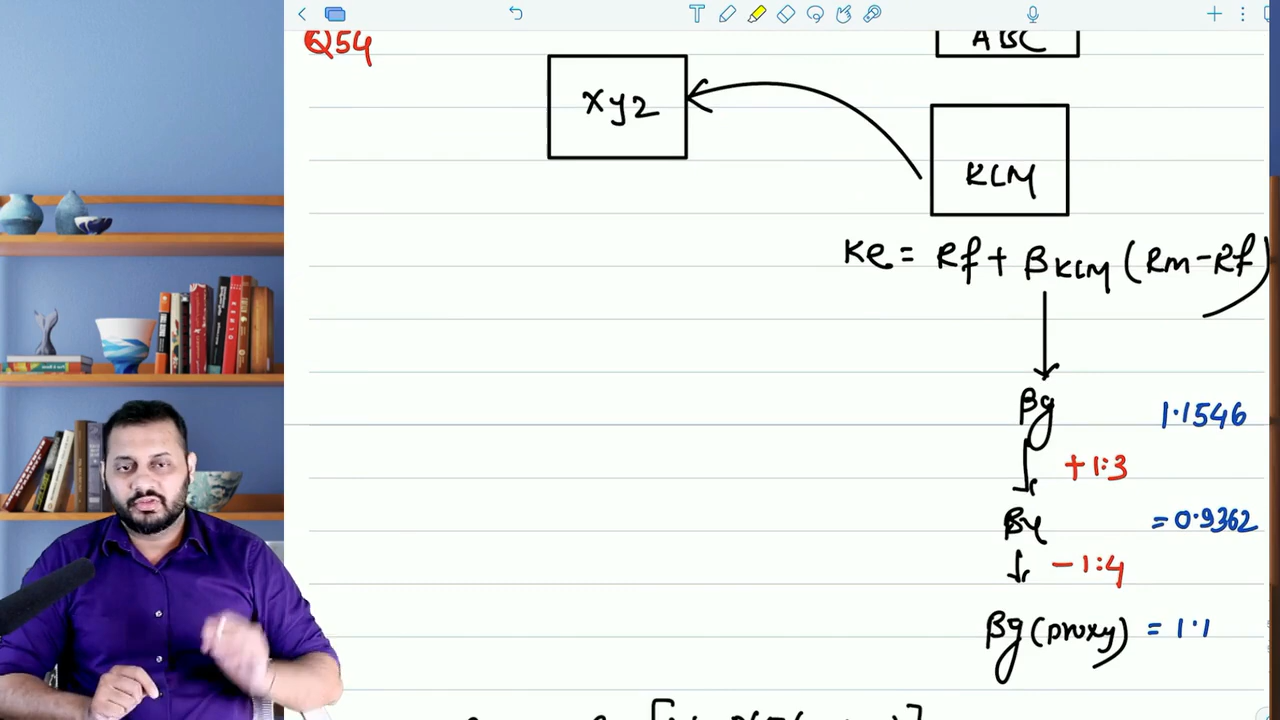 Q54
ABC
xyz
KLM
Ke = Rf + βKLM (Rm-Rf)
βg 1.1546
+1:3
βu = 0.9362
-1:4
βg (proxy) = 1.1